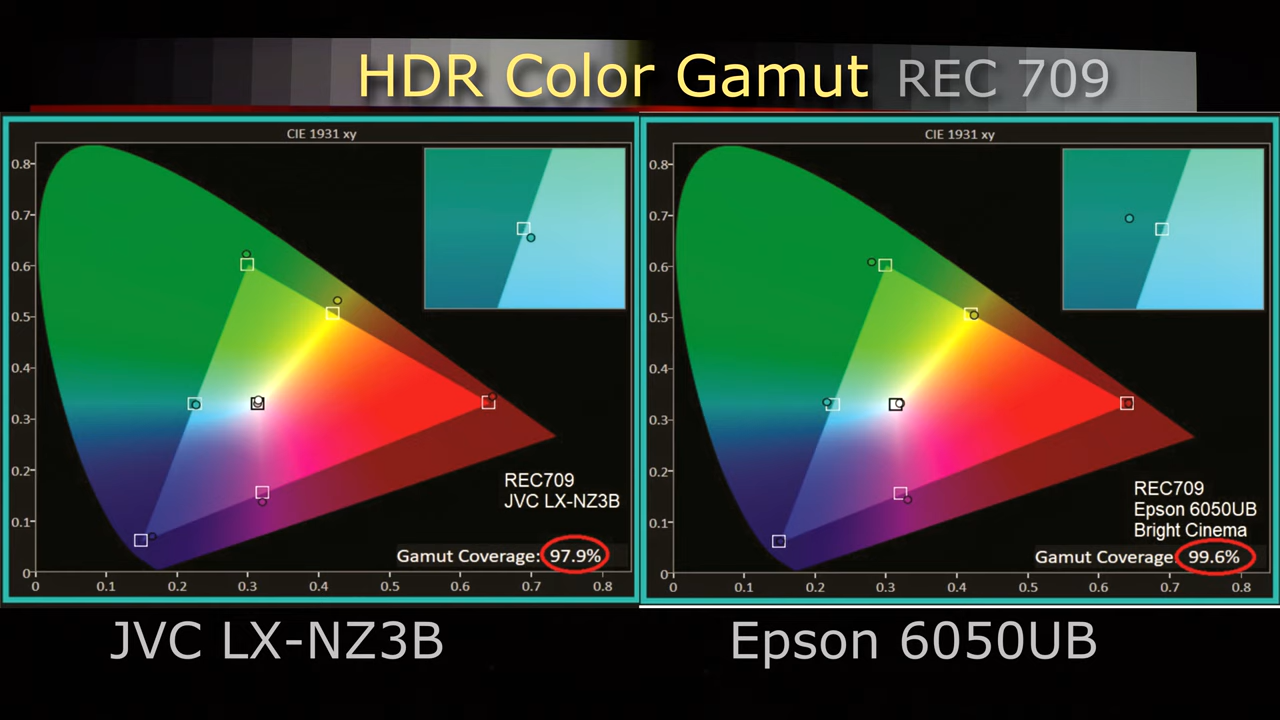 HDR Color Gamut REC 709
CIE 1931 xy
0.8
0.7
0.6
0.5
0.4
0.3
0.2
0.1
0
0 0.1 0.2 0.3 0.4 0.5 0.6 0.7 0.8
REC709
JVC LX-NZ3B
Gamut Coverage: 97.9%
CIE 1931 xy
0.8
0.7
0.6
0.5
0.4
0.3
0.2
0.1
0
0 0.1 0.2 0.3 0.4 0.5 0.6 0.7 0.8
REC709
Epson 6050UB
Bright Cinema
Gamut Coverage: 99.6%
JVC LX-NZ3B
Epson 6050UB